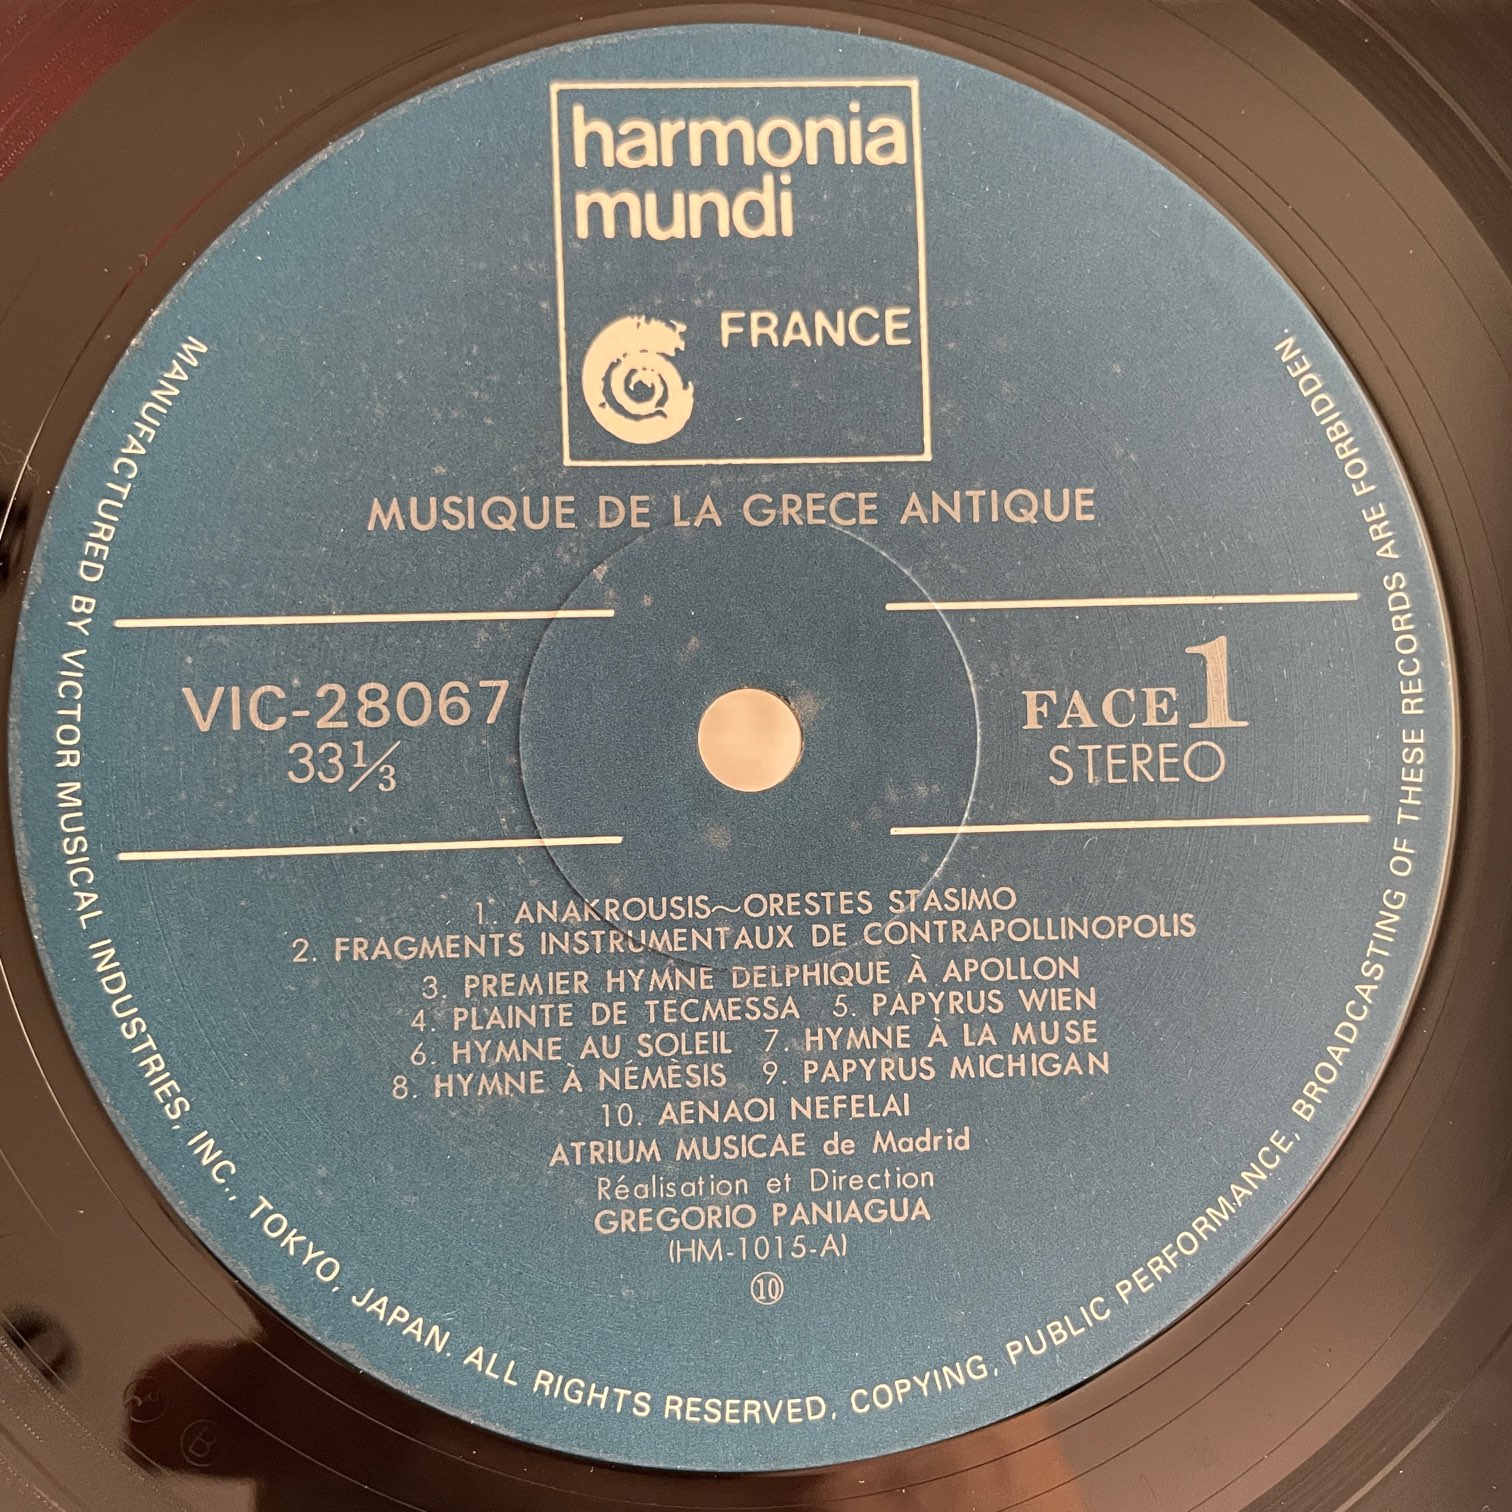 harmonia
mundi
FRANCE
MUSIQUE DE LA GRECE ANTIQUE
VIC-28067
33⅓
FACE 1
STEREO
1. ANAKROUSIS~ORESTES STASIMO
2. FRAGMENTS INSTRUMENTAUX DE CONTRAPOLLINOPOLIS
3. PREMIER HYMNE DELPHIQUE À APOLLON
4. PLAINTE DE TECMESSA 5. PAPYRUS WIEN
6. HYMNE AU SOLEIL 7. HYMNE À LA MUSE
8. HYMNE À NÉMÈSIS 9. PAPYRUS MICHIGAN
10. AENAOI NEFELAI
ATRIUM MUSICAE de Madrid
Réalisation et Direction
GREGORIO PANIAGUA
(HM-1015-A)
⑩
MANUFACTURED BY VICTOR MUSICAL INDUSTRIES, INC., TOKYO, JAPAN. ALL RIGHTS RESERVED. COPYING, PUBLIC PERFORMANCE, BROADCASTING OF THESE RECORDS ARE FORBIDDEN.